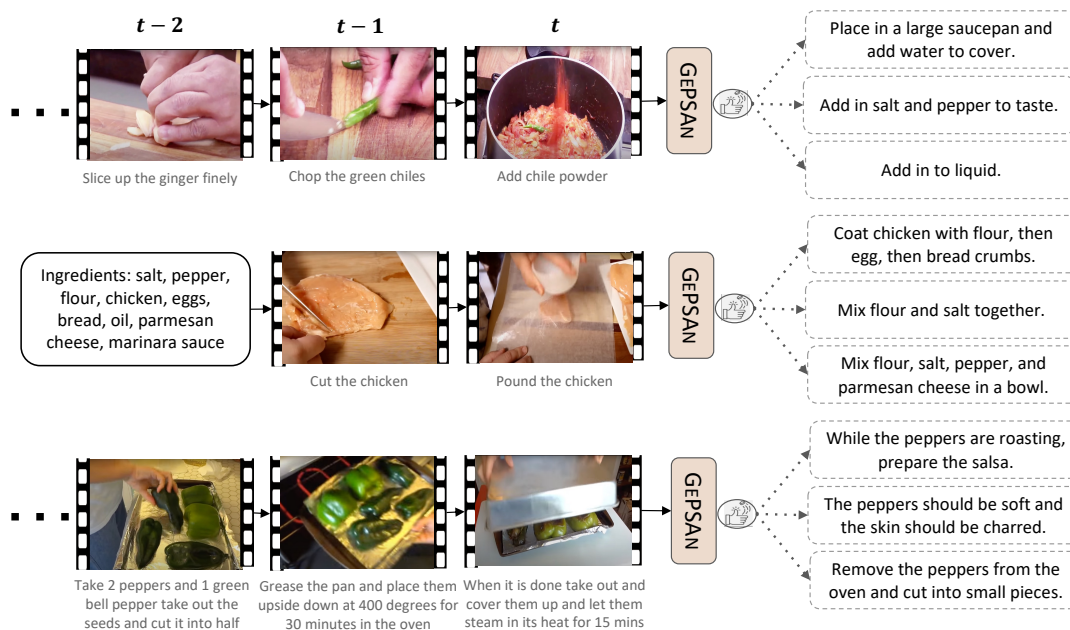 t − 2
t − 1
t
Slice up the ginger finely
Chop the green chiles
Add chile powder
GEPSAN
Place in a large saucepan and
add water to cover.
Add in salt and pepper to taste.
Add in to liquid.
Ingredients: salt, pepper,
flour, chicken, eggs,
bread, oil, parmesan
cheese, marinara sauce
Cut the chicken
Pound the chicken
GEPSAN
Coat chicken with flour, then
egg, then bread crumbs.
Mix flour and salt together.
Mix flour, salt, pepper, and
parmesan cheese in a bowl.
Take 2 peppers and 1 green
bell pepper take out the
seeds and cut it into half
Grease the pan and place them
upside down at 400 degrees for
30 minutes in the oven
When it is done take out and
cover them up and let them
steam in its heat for 15 mins
GEPSAN
While the peppers are roasting,
prepare the salsa.
The peppers should be soft and
the skin should be charred.
Remove the peppers from the
oven and cut into small pieces.